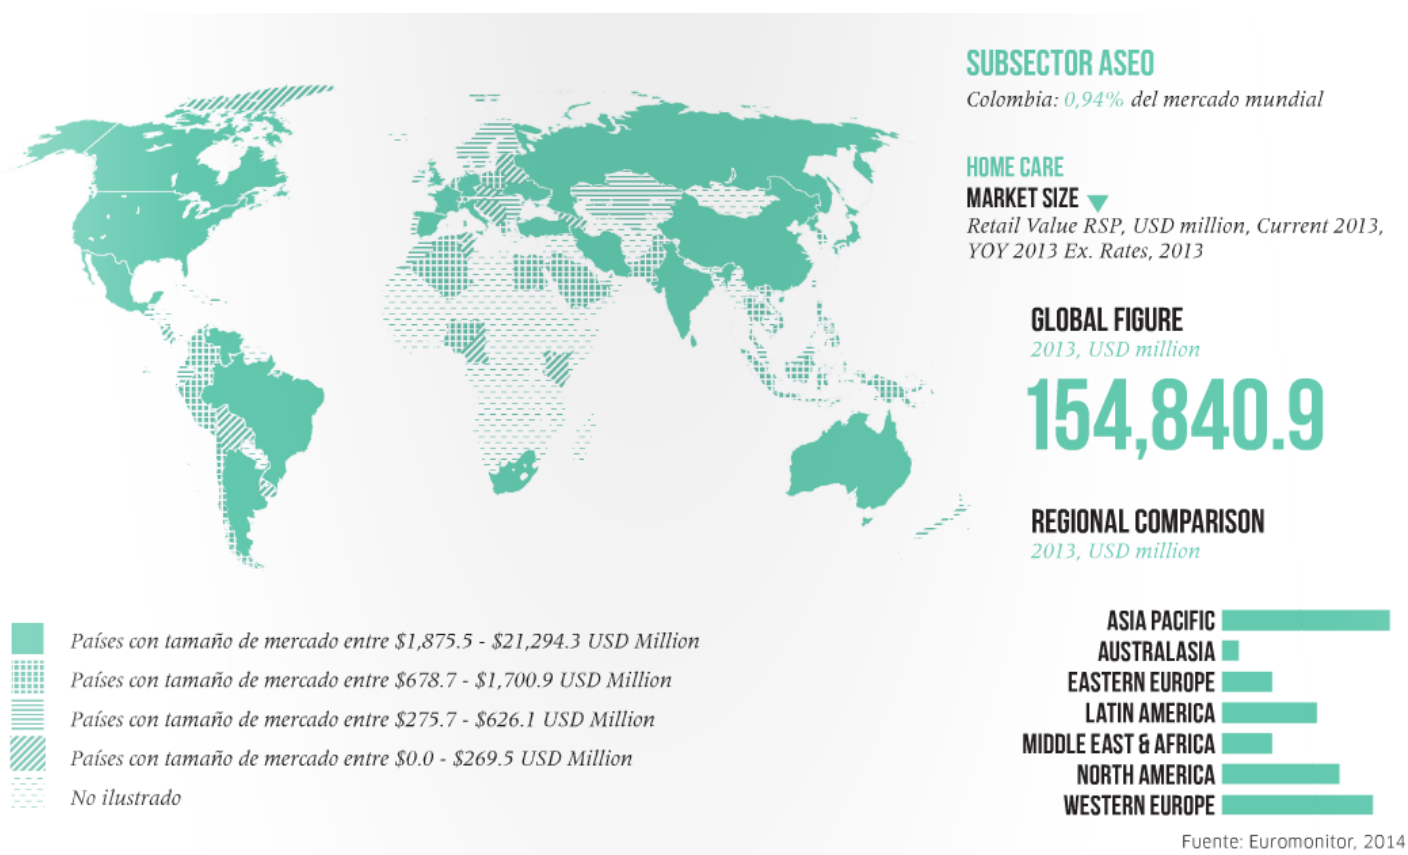 SUBSECTOR ASEO
Colombia: 0,94% del mercado mundial
HOME CARE
MARKET SIZE
Retail Value RSP, USD million, Current 2013,
YOY 2013 Ex. Rates, 2013
GLOBAL FIGURE
2013, USD million
154,840.9
REGIONAL COMPARISON
2013, USD million
ASIA PACIFIC
AUSTRALASIA
EASTERN EUROPE
LATIN AMERICA
MIDDLE EAST & AFRICA
NORTH AMERICA
WESTERN EUROPE
Países con tamaño de mercado entre $1,875.5 - $21,294.3 USD Million
Países con tamaño de mercado entre $678.7 - $1,700.9 USD Million
Países con tamaño de mercado entre $275.7 - $626.1 USD Million
Países con tamaño de mercado entre $0.0 - $269.5 USD Million
No ilustrado
Fuente: Euromonitor, 2014